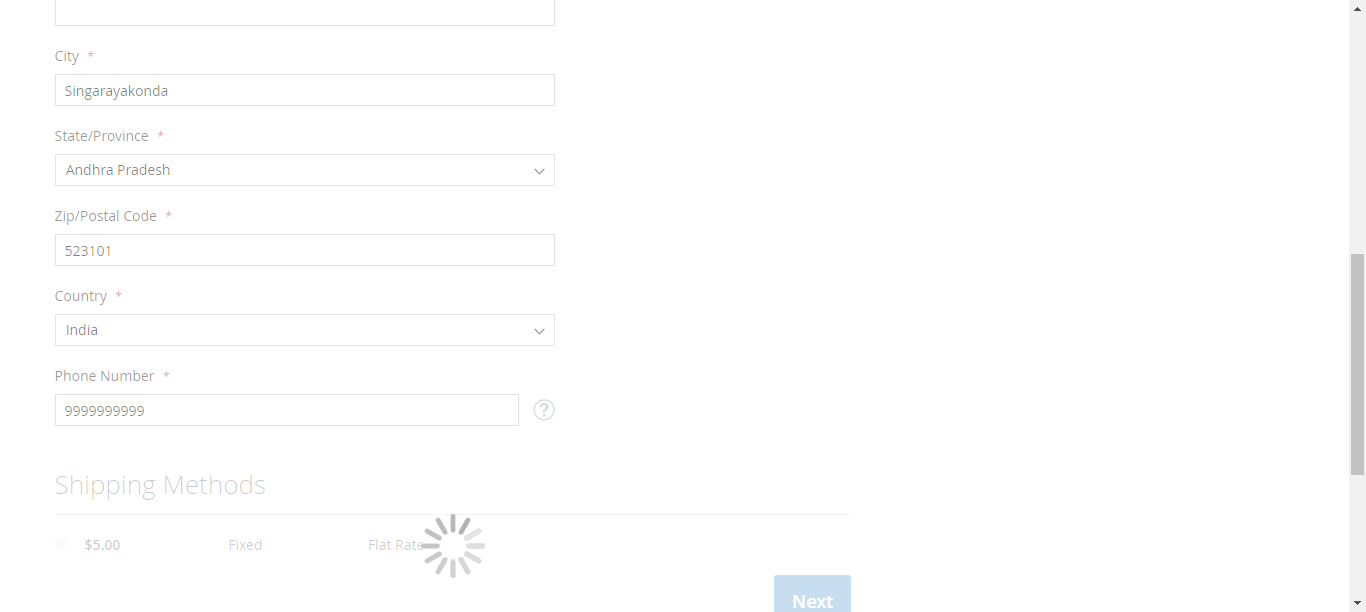 City *
Singarayakonda
State/Province *
Andhra Pradesh
Zip/Postal Code *
523101
Country *
India
Phone Number *
9999999999 ?
Shipping Methods
$5.00 Fixed Flat Rate
Next